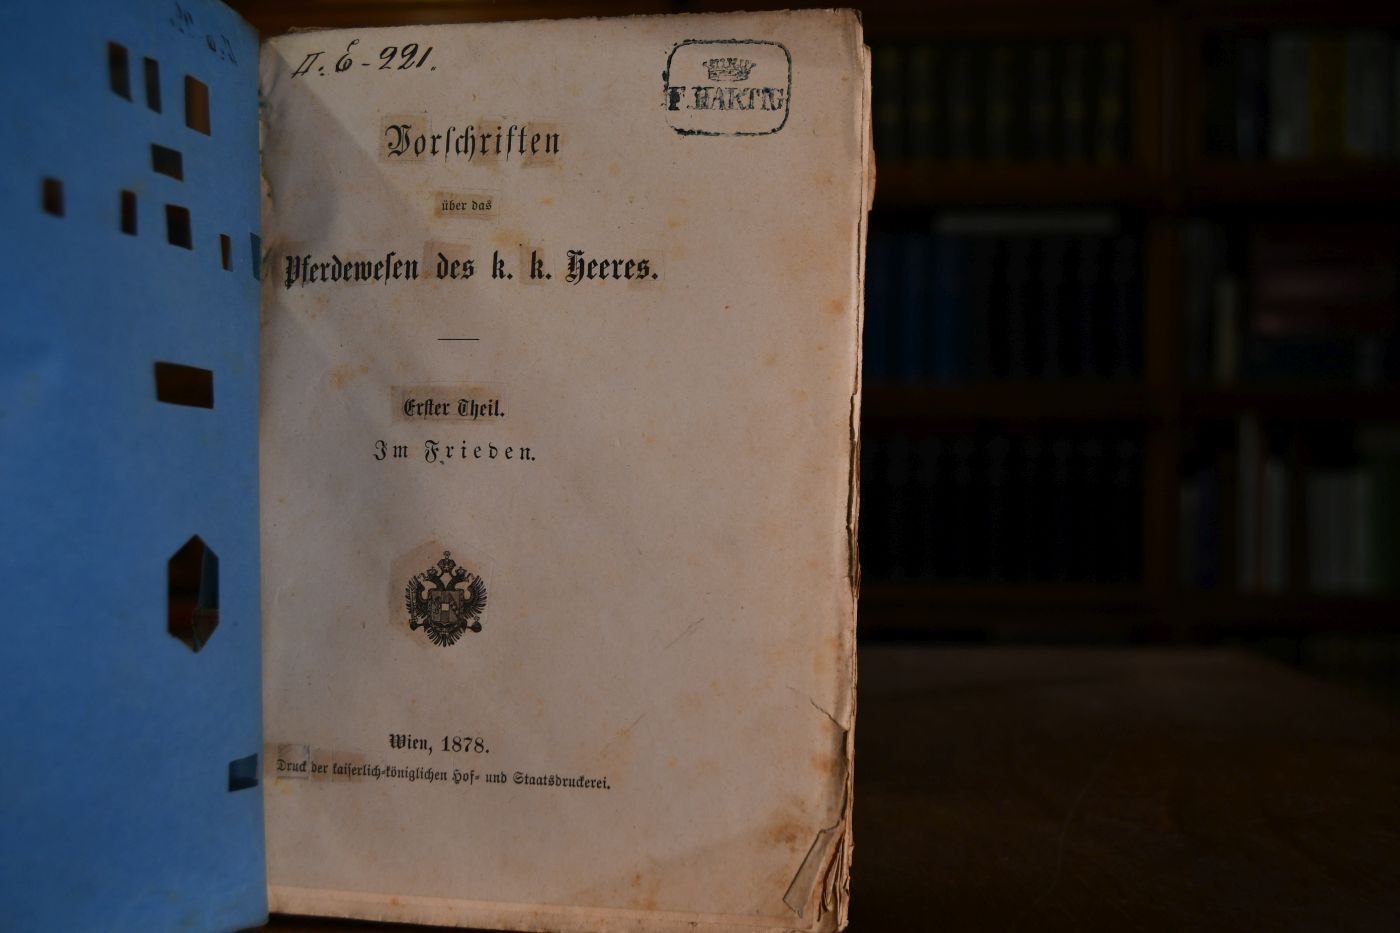 II. E-221.
F. HARTIG
Vorschriften
über das
Pferdewesen des k. k. Heeres.
Erster Theil.
Im Frieden.
Wien, 1878.
Druck der kaiserlich-königlichen Hof- und Staatsdruckerei.